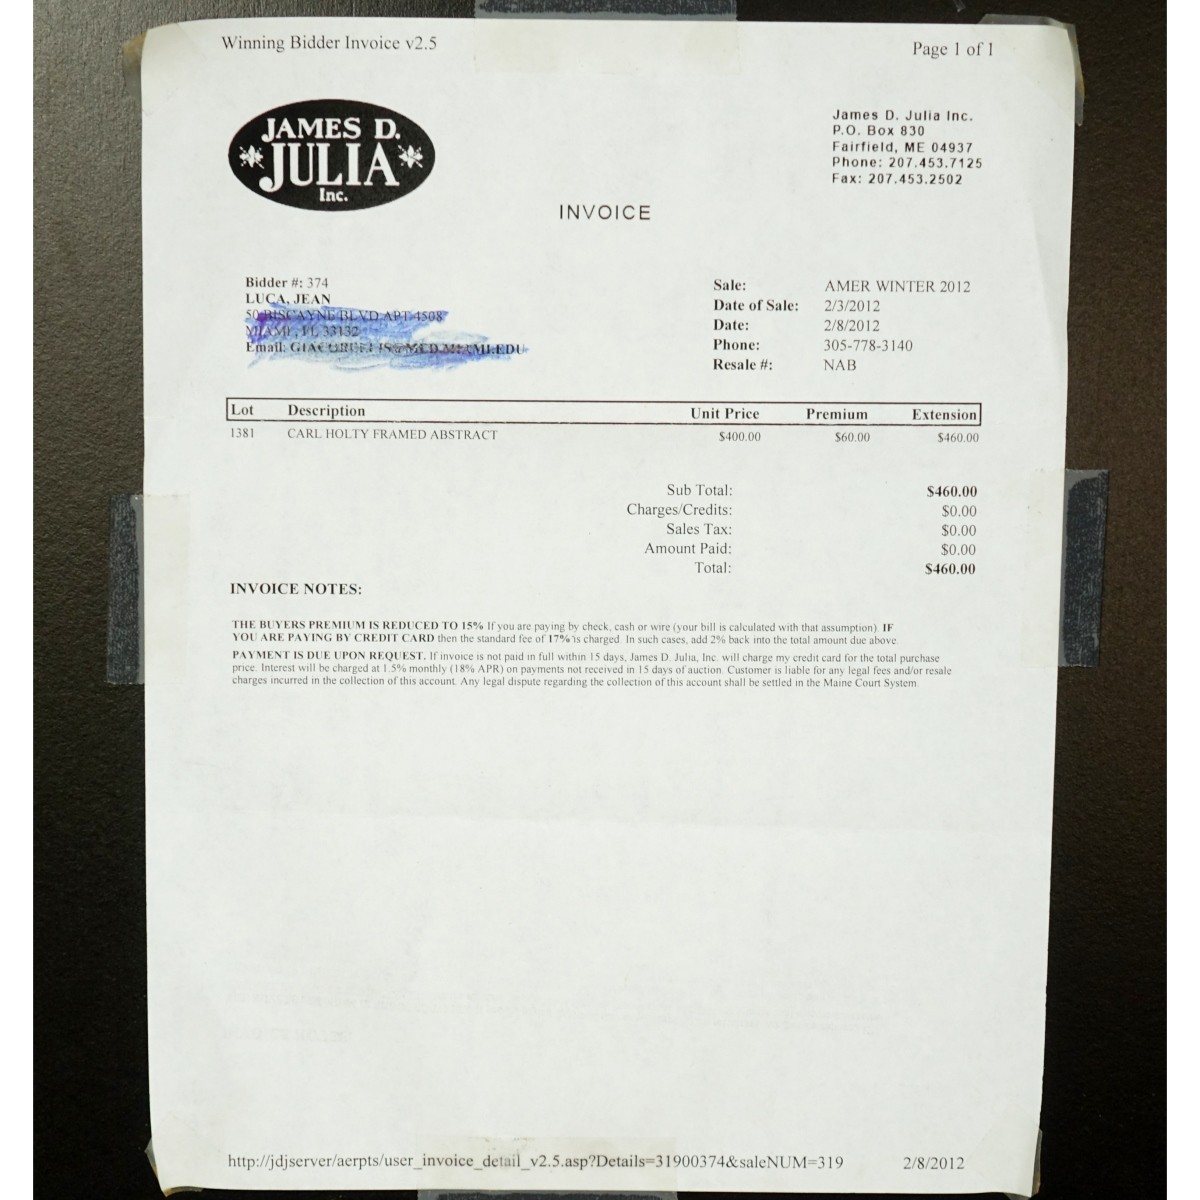 Winning Bidder Invoice v2.5
Page 1 of 1
JAMES D.
JULIA
Inc.
James D. Julia Inc.
P.O. Box 830
Fairfield, ME 04937
Phone: 207.453.7125
Fax: 207.453.2502
INVOICE
Bidder #: 374
LUCA, JEAN
Email:
Sale: AMER WINTER 2012
Date of Sale: 2/3/2012
Date: 2/8/2012
Phone: 305-778-3140
Resale #: NAB
Lot Description Unit Price Premium Extension
1381 CARL HOLTY FRAMED ABSTRACT $400.00 $60.00 $460.00
Sub Total: $460.00
Charges/Credits: $0.00
Sales Tax: $0.00
Amount Paid: $0.00
Total: $460.00
INVOICE NOTES:
THE BUYERS PREMIUM IS REDUCED TO 15% If you are paying by check, cash or wire (your bill is calculated with that assumption). IF
YOU ARE PAYING BY CREDIT CARD then the standard fee of 17% is charged. In such cases, add 2% back into the total amount due above.
PAYMENT IS DUE UPON REQUEST. If invoice is not paid in full within 15 days, James D. Julia, Inc. will charge my credit card for the total purchase
price. Interest will be charged at 1.5% monthly (18% APR) on payments not received in 15 days of auction. Customer is liable for any legal fees and/or resale
charges incurred in the collection of this account. Any legal dispute regarding the collection of this account shall be settled in the Maine Court System.
http://jdjserver/aerpts/user_invoice_detail_v2.5.asp?Details=31900374&saleNUM=319
2/8/2012